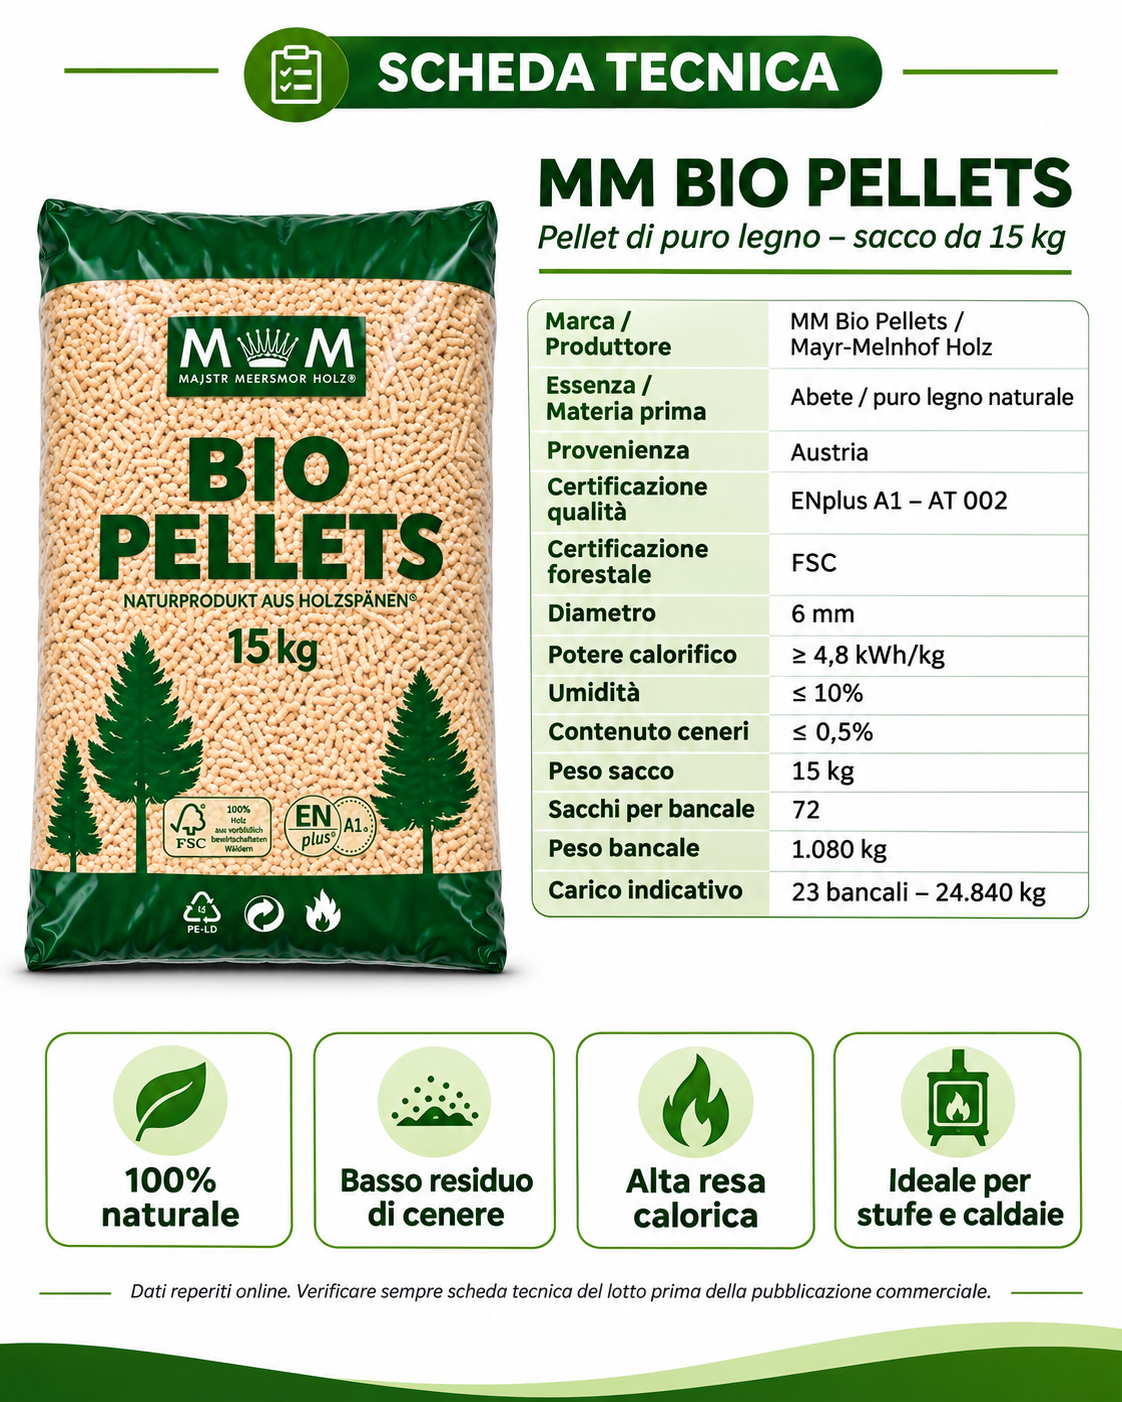 SCHEDA TECNICA
MM BIO PELLETS
Pellet di puro legno – sacco da 15 kg
M M
MAJSTR MEERSMOR HOLZ®
BIO
PELLETS
NATURPRODUKT AUS HOLZSPÄNEN®
15 kg
FSC
100%
Holz
aus vorbildlich
bewirtschafteten
Wäldern
EN
plus®
A1
PE-LD
Marca /
Produttore
MM Bio Pellets /
Mayr-Melnhof Holz
Essenza /
Materia prima
Abete / puro legno naturale
Provenienza
Austria
Certificazione
qualità
ENplus A1 – AT 002
Certificazione
forestale
FSC
Diametro
6 mm
Potere calorifico
≥ 4,8 kWh/kg
Umidità
≤ 10%
Contenuto ceneri
≤ 0,5%
Peso sacco
15 kg
Sacchi per bancale
72
Peso bancale
1.080 kg
Carico indicativo
23 bancali – 24.840 kg
100%
naturale
Basso residuo
di cenere
Alta resa
calorica
Ideale per
stufe e caldaie
Dati reperiti online. Verificare sempre scheda tecnica del lotto prima della pubblicazione commerciale.